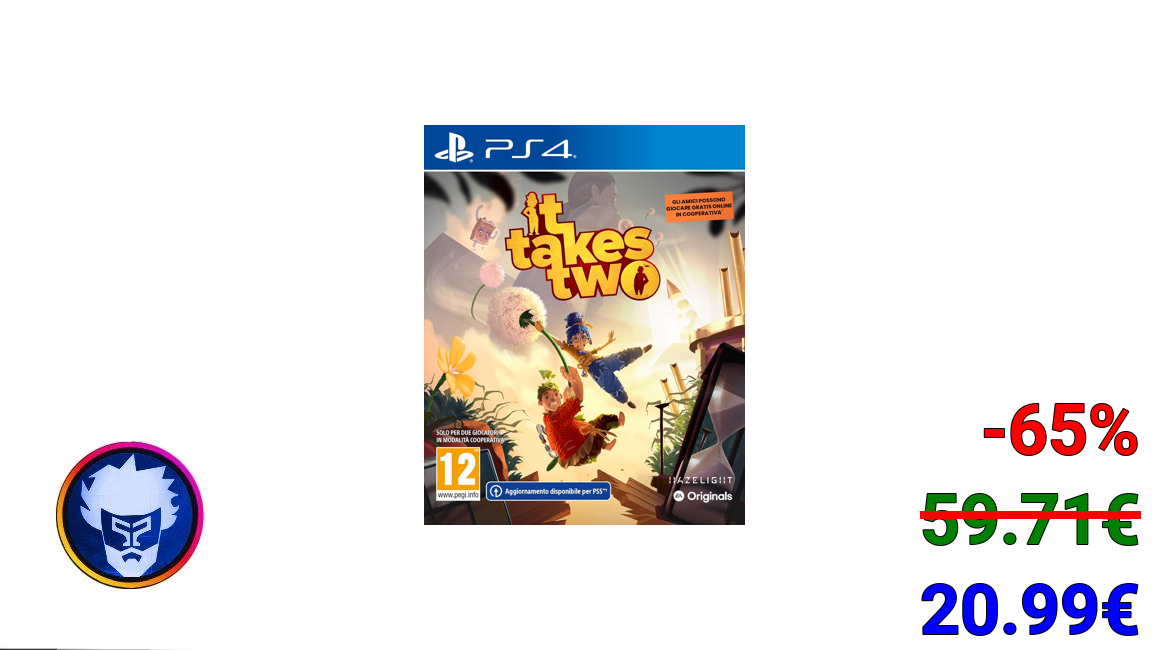 PS4
GLI AMICI POSSONO
GIOCARE GRATIS ONLINE
IN COOPERATIVA*
it
takes
two
SOLO PER DUE GIOCATORI
IN MODALITÀ COOPERATIVA
12
www.pegi.info
Aggiornamento disponibile per PS5™*
HAZELIGHT
EA Originals
-65%
59.71€
20.99€